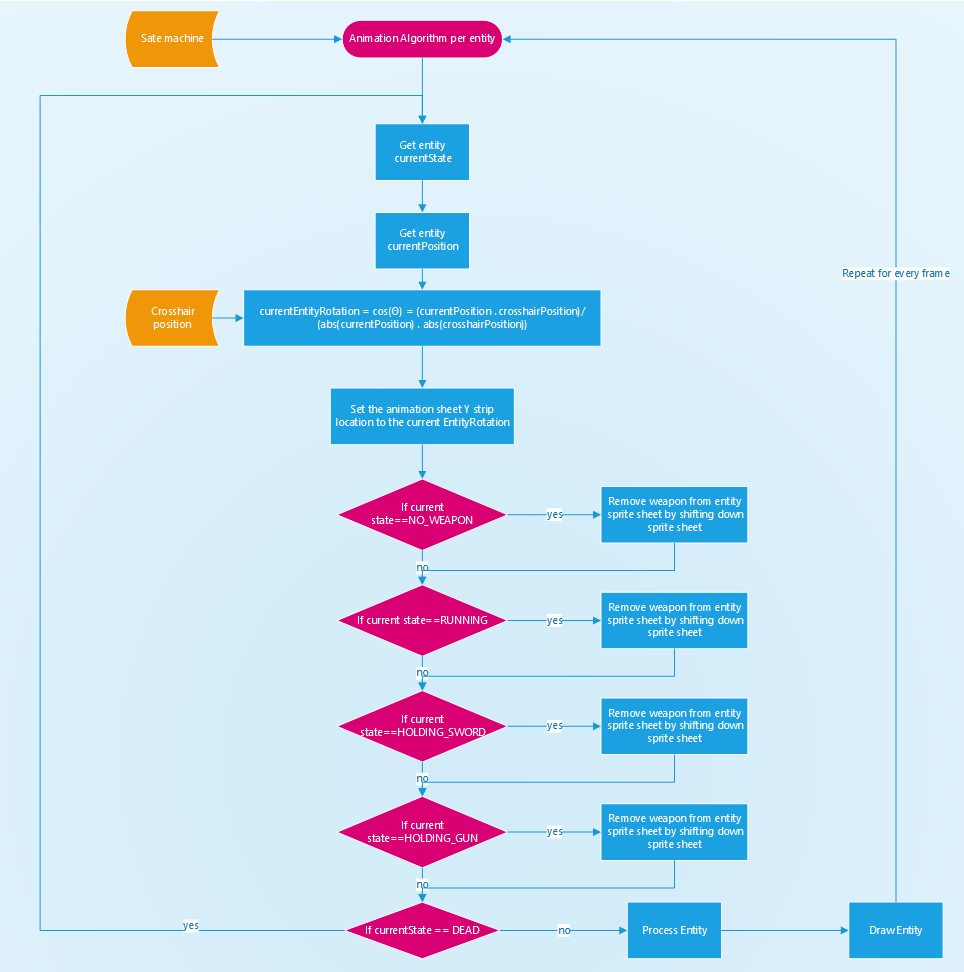 Sate machine
Animation Algorithm per entity
Get entity
currentState
Get entity
currentPosition
Repeat for every frame
Crosshair
position
currentEntityRotation = cos(Θ) = (currentPosition . crosshairPosition)/
(abs(currentPosition) . abs(crosshairPosition))
Set the animation sheet Y strip
location to the current EntityRotation
If current
state==NO_WEAPON
yes
Remove weapon from entity
sprite sheet by shifting down
sprite sheet
no
If current state==RUNNING
yes
Remove weapon from entity
sprite sheet by shifting down
sprite sheet
no
If current
state==HOLDING_SWORD
yes
Remove weapon from entity
sprite sheet by shifting down
sprite sheet
no
If current
state==HOLDING_GUN
yes
Remove weapon from entity
sprite sheet by shifting down
sprite sheet
no
yes
If currentState == DEAD
no
Process Entity
Draw Entity